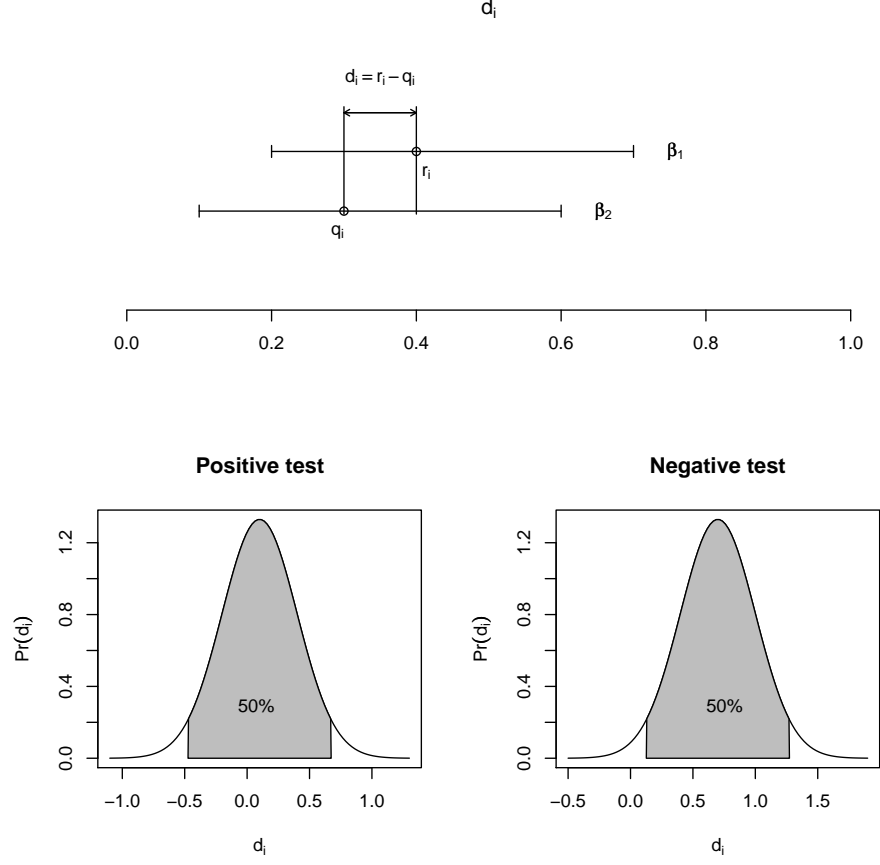 dᵢ
dᵢ = rᵢ − qᵢ
β₁
rᵢ
β₂
qᵢ
0.0 0.2 0.4 0.6 0.8 1.0
Positive test
Pr(dᵢ)
0.0 0.4 0.8 1.2
50%
−1.0 −0.5 0.0 0.5 1.0
dᵢ
Negative test
Pr(dᵢ)
0.0 0.4 0.8 1.2
50%
−0.5 0.0 0.5 1.0 1.5
dᵢ